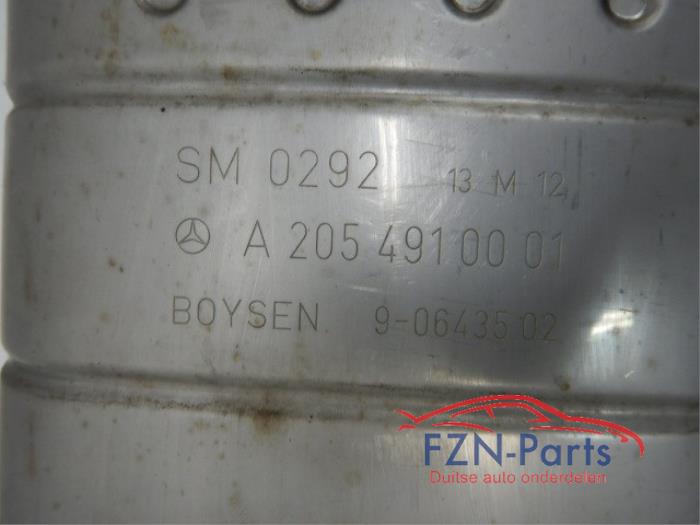 SM 0292 13 M 12
A 205 491 00 01
BOYSEN 9-06435 02
FZN-Parts
Duitse auto onderdelen